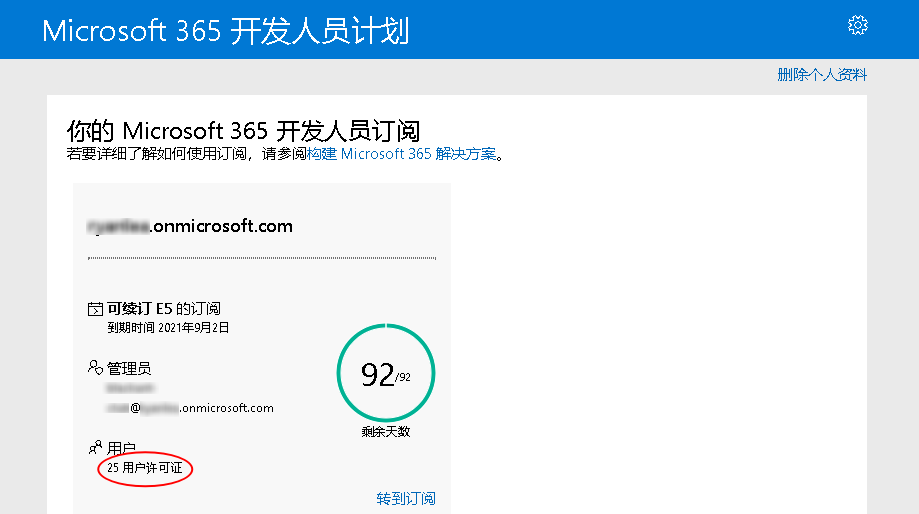 Microsoft 365 开发人员计划
删除个人资料
你的 Microsoft 365 开发人员订阅
若要详细了解如何使用订阅，请参阅构建 Microsoft 365 解决方案。
.onmicrosoft.com
可续订 E5 的订阅
到期时间 2021年9月2日
管理员
@ .onmicrosoft.com
92/92
剩余天数
用户
25 用户许可证
转到订阅